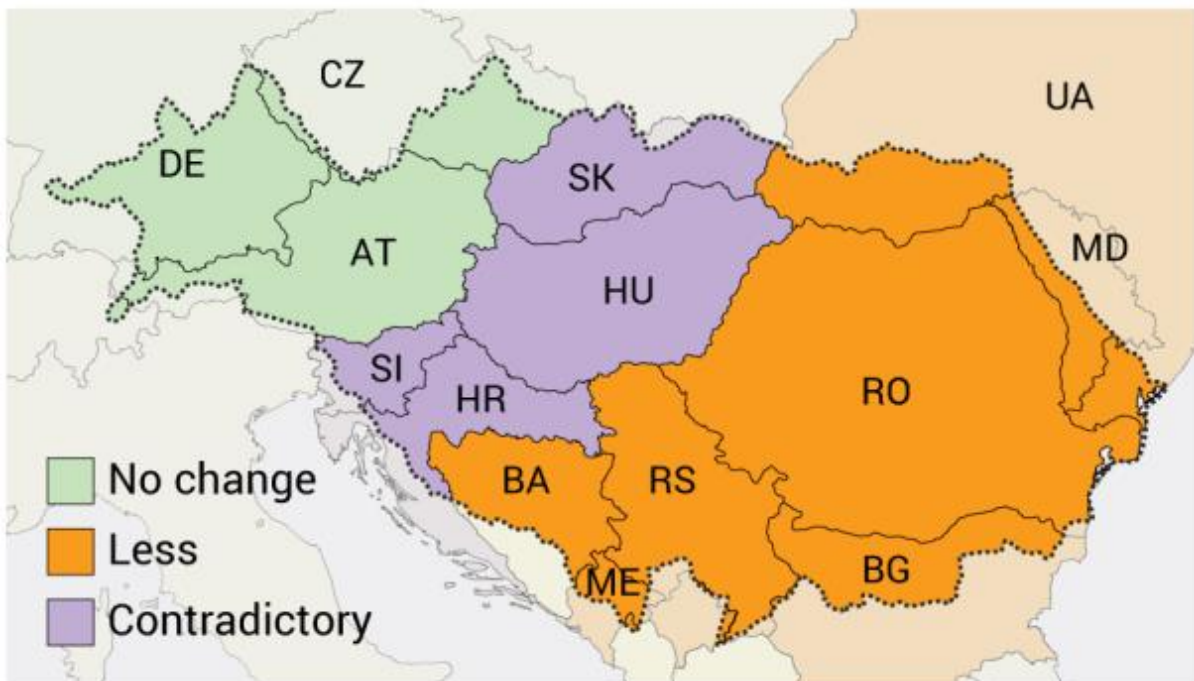 CZ
UA
DE
SK
MD
AT
HU
SI
HR
RO
BA
RS
ME
BG
No change
Less
Contradictory